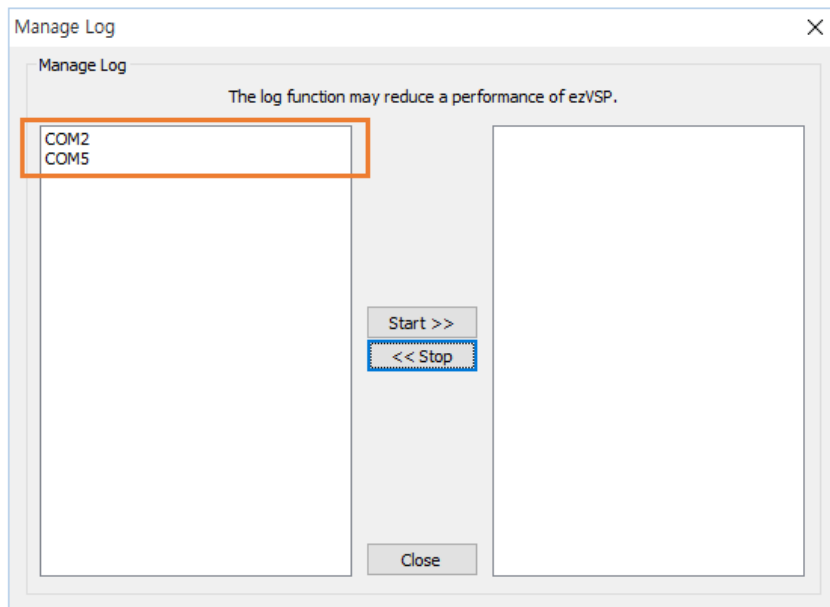 Manage Log
Manage Log
The log function may reduce a performance of ezVSP.
COM2
COM5
Start >>
<< Stop
Close